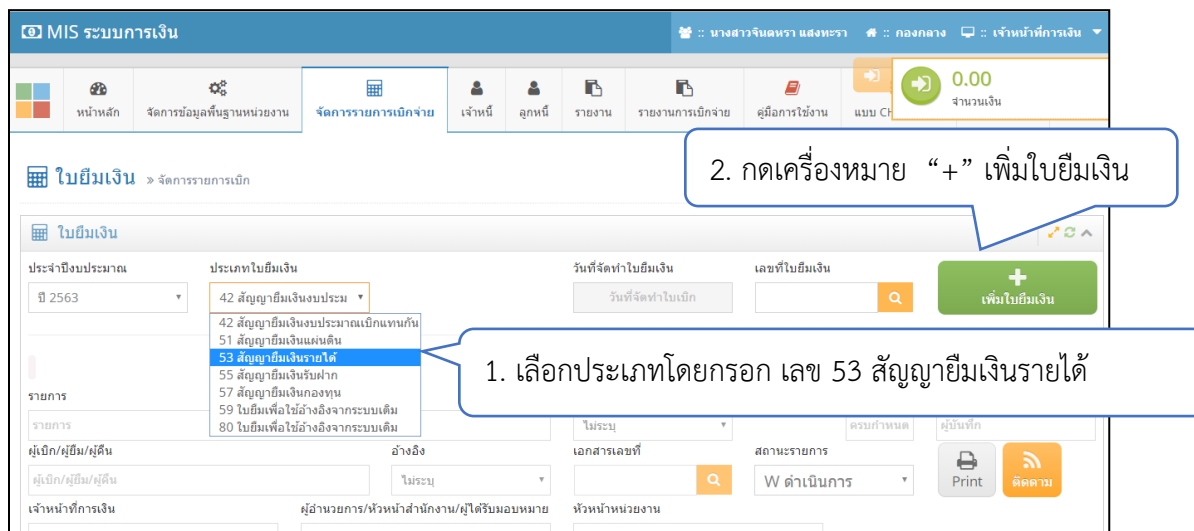 MIS ระบบการเงิน
:: นางสาวจินตหรา แสงทะรา :: กองกลาง :: เจ้าหน้าที่การเงิน
0.00
จำนวนเงิน
หน้าหลัก จัดการข้อมูลพื้นฐานหน่วยงาน จัดการรายการเบิกจ่าย เจ้าหนี้ ลูกหนี้ รายงาน รายงานการเบิกจ่าย คู่มือการใช้งาน แบบ
2. กดเครื่องหมาย “+” เพิ่มใบยืมเงิน
ใบยืมเงิน » จัดการรายการเบิก
ใบยืมเงิน
ประจำปีงบประมาณ ประเภทใบยืมเงิน วันที่จัดทำใบยืมเงิน เลขที่ใบยืมเงิน
ปี 2563 42 สัญญายืมเงินงบประม วันที่จัดทำใบเบิก เพิ่มใบยืมเงิน
42 สัญญายืมเงินงบประมาณเบิกแทนกัน
51 สัญญายืมเงินแผ่นดิน
53 สัญญายืมเงินรายได้
55 สัญญายืมเงินรับฝาก
57 สัญญายืมเงินกองทุน
59 ใบยืมเพื่อใช้อ้างอิงจากระบบเดิม
80 ใบยืมเพื่อใช้อ้างอิงจากระบบเดิม
1. เลือกประเภทโดยกรอก เลข 53 สัญญายืมเงินรายได้
รายการ
รายการ ไม่ระบุ ครบกำหนด ผู้บันทึก
ผู้เบิก/ผู้ยืม/ผู้คืน อ้างอิง เอกสารเลขที่ สถานะรายการ
ผู้เบิก/ผู้ยืม/ผู้คืน ไม่ระบุ W ดำเนินการ Print ติดตาม
เจ้าหน้าที่การเงิน ผู้อำนวยการ/หัวหน้าสำนักงาน/ผู้ได้รับมอบหมาย หัวหน้าหน่วยงาน